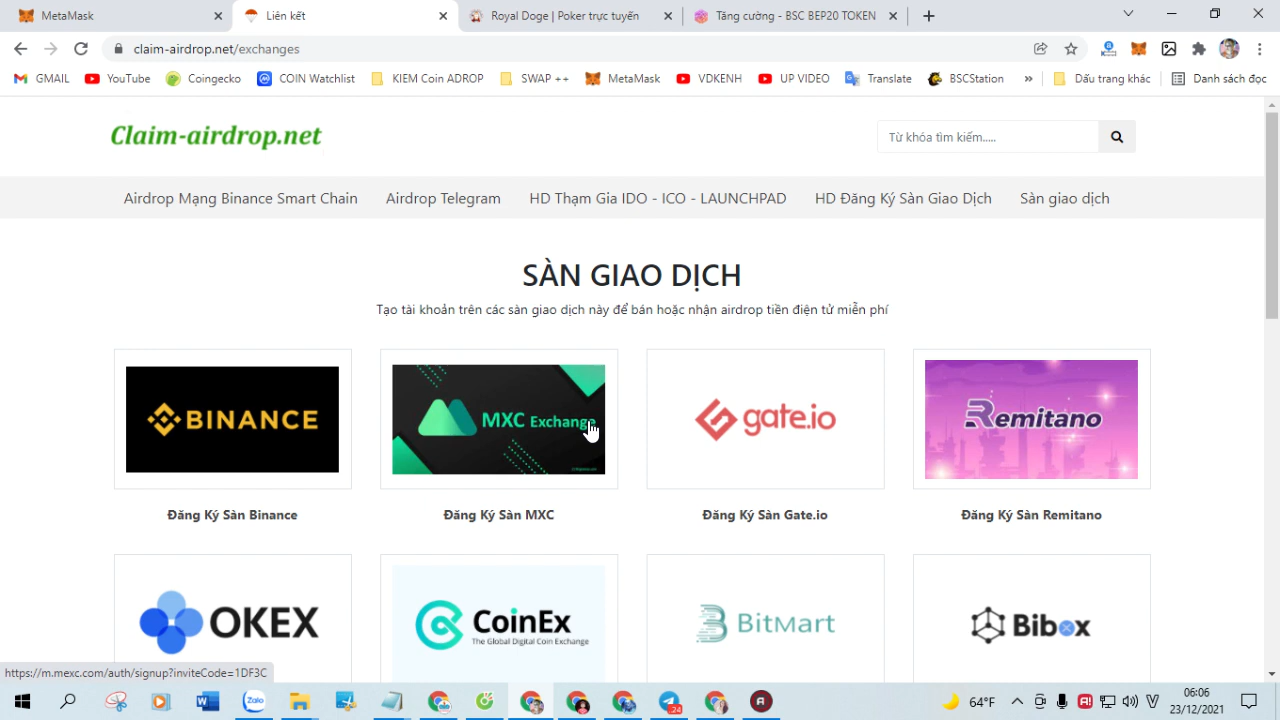 MetaMask
Liên kết
Royal Doge | Poker trực tuyến
Tăng cường - BSC BEP20 TOKEN
claim-airdrop.net/exchanges
GMAIL
YouTube
Coingecko
COIN Watchlist
KIEM Coin ADROP
SWAP ++
MetaMask
VDKENH
UP VIDEO
Translate
BSCStation
Dấu trang khác
Danh sách đọc
Claim-airdrop.net
Từ khóa tìm kiếm.....
Airdrop Mạng Binance Smart Chain
Airdrop Telegram
HD Thạm Gia IDO - ICO - LAUNCHPAD
HD Đăng Ký Sàn Giao Dịch
Sàn giao dịch
SÀN GIAO DỊCH
Tạo tài khoản trên các sàn giao dịch này để bán hoặc nhận airdrop tiền điện tử miễn phí
BINANCE
MXC Exchange
gate.io
Remitano
Đăng Ký Sàn Binance
Đăng Ký Sàn MXC
Đăng Ký Sàn Gate.io
Đăng Ký Sàn Remitano
OKEX
CoinEx
The Global Digital Coin Exchange
BitMart
Bibox
https://m.mexc.com/auth/signup?inviteCode=1DF3C
Zalo
24
64°F
06:06
23/12/2021